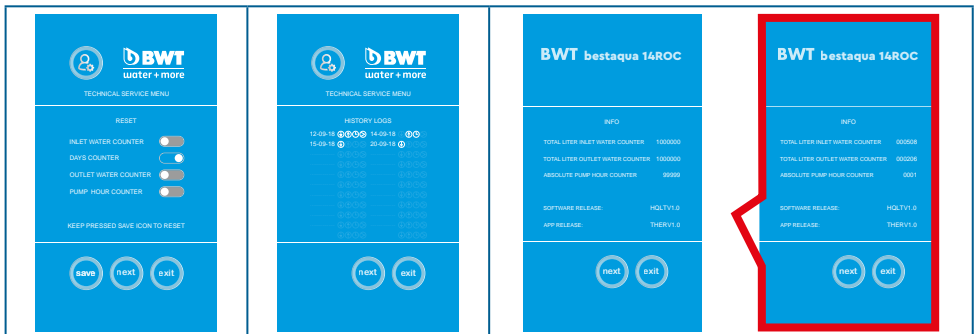 BWT
water + more
TECHNICAL SERVICE MENU
RESET
INLET WATER COUNTER
DAYS COUNTER
OUTLET WATER COUNTER
PUMP HOUR COUNTER
KEEP PRESSED SAVE ICON TO RESET
save next exit
BWT
water + more
TECHNICAL SERVICE MENU
HISTORY LOGS
12-09-18 14-09-18
15-09-18 20-09-18
next exit
BWT bestaqua 14ROC
INFO
TOTAL LITER INLET WATER COUNTER 1000000
TOTAL LITER OUTLET WATER COUNTER 1000000
ABSOLUTE PUMP HOUR COUNTER 99999
SOFTWARE RELEASE: HQLTV1.0
APP RELEASE: THERV1.0
next exit
BWT bestaqua 14ROC
INFO
TOTAL LITER INLET WATER COUNTER 000508
TOTAL LITER OUTLET WATER COUNTER 000206
ABSOLUTE PUMP HOUR COUNTER 0001
SOFTWARE RELEASE: HQLTV1.0
APP RELEASE: THERV1.0
next exit